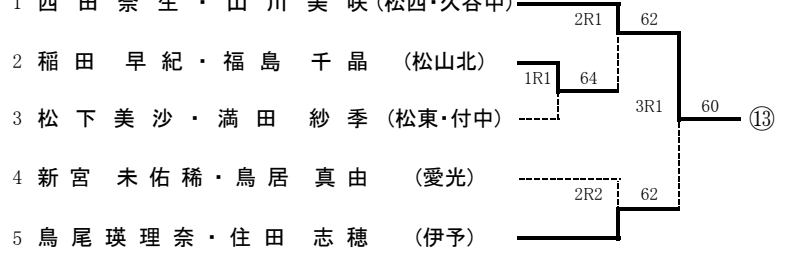 1 西田奈生・山川美咲(松西・久谷中)
2R1 62
2 稲田 早紀・福島 千晶 (松山北)
1R1 64
3R1 60 ⑬
3 松下美沙・満田 紗季 (松東・付中)
4 新宮 未佑稀・鳥居 真由 (愛光)
2R2 62
5 鳥尾瑛理奈・住田 志穂 (伊予)